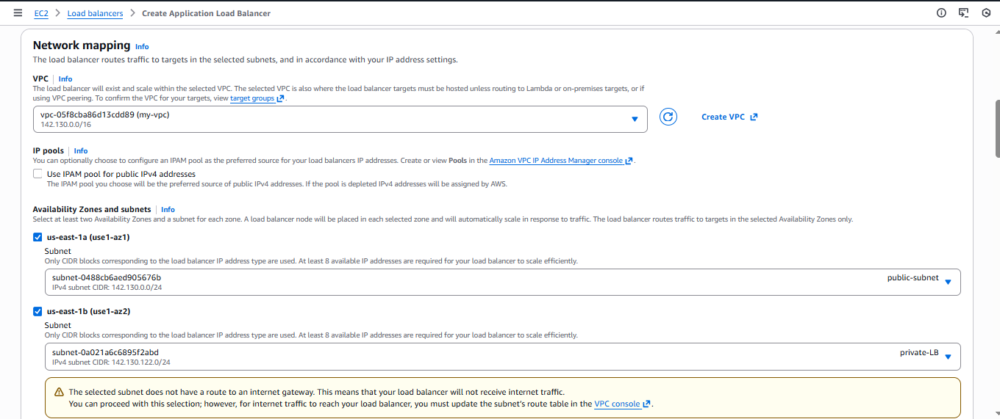 EC2 > Load balancers > Create Application Load Balancer
Network mapping Info
The load balancer routes traffic to targets in the selected subnets, and in accordance with your IP address settings.
VPC | Info
The load balancer will exist and scale within the selected VPC. The selected VPC is also where the load balancer targets must be hosted unless routing to Lambda or on-premises targets, or if
using VPC peering. To confirm the VPC for your targets, view target groups.
vpc-05f8cba86d13cdd89 (my-vpc)
142.130.0.0/16
Create VPC
IP pools | Info
You can optionally choose to configure an IPAM pool as the preferred source for your load balancers IP addresses. Create or view Pools in the Amazon VPC IP Address Manager console.
Use IPAM pool for public IPv4 addresses
The IPAM pool you choose will be the preferred source of public IPv4 addresses. If the pool is depleted IPv4 addresses will be assigned by AWS.
Availability Zones and subnets | Info
Select at least two Availability Zones and a subnet for each zone. A load balancer node will be placed in each selected zone and will automatically scale in response to traffic. The load balancer routes traffic to targets in the selected Availability Zones only.
us-east-1a (use1-az1)
Subnet
Only CIDR blocks corresponding to the load balancer IP address type are used. At least 8 available IP addresses are required for your load balancer to scale efficiently.
subnet-0488cb6aed905676b public-subnet
IPv4 subnet CIDR: 142.130.0.0/24
us-east-1b (use1-az2)
Subnet
Only CIDR blocks corresponding to the load balancer IP address type are used. At least 8 available IP addresses are required for your load balancer to scale efficiently.
subnet-0a021a6c6895f2abd private-LB
IPv4 subnet CIDR: 142.130.122.0/24
The selected subnet does not have a route to an internet gateway. This means that your load balancer will not receive internet traffic.
You can proceed with this selection; however, for internet traffic to reach your load balancer, you must update the subnet's route table in the VPC console.